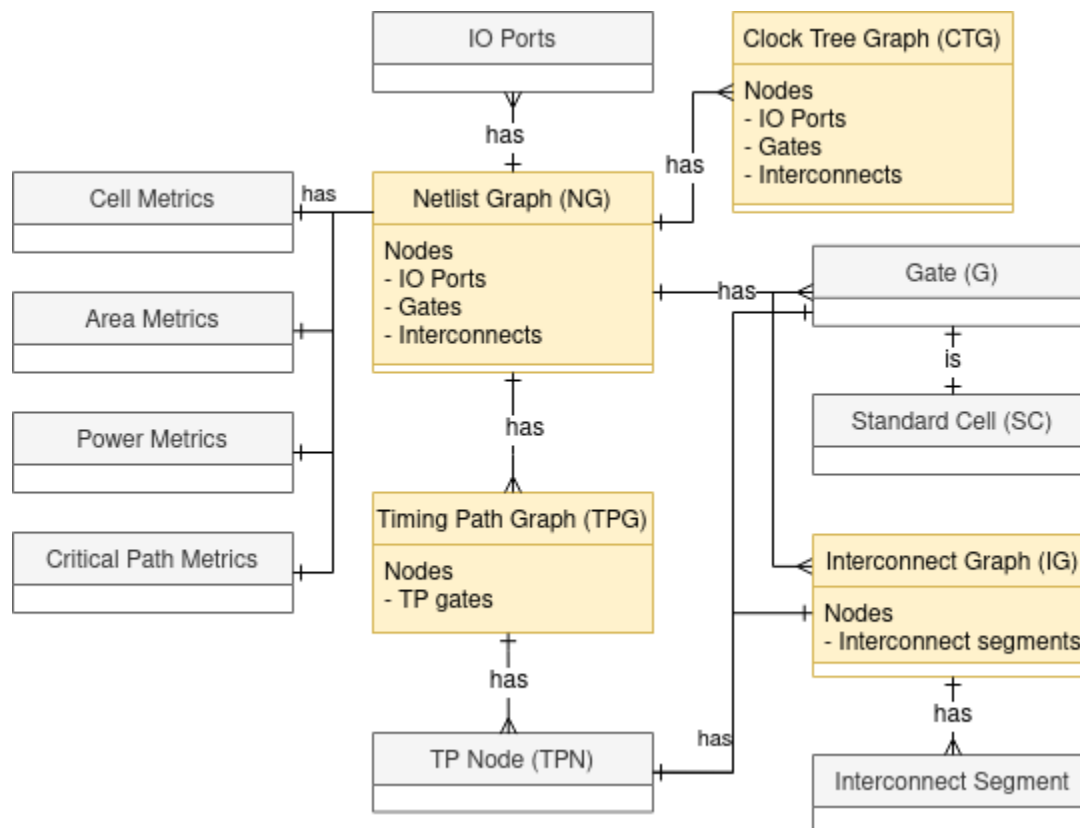 IO Ports
Clock Tree Graph (CTG)
Nodes
- IO Ports
- Gates
- Interconnects
has
has
Cell Metrics
has
Netlist Graph (NG)
Nodes
- IO Ports
- Gates
- Interconnects
Gate (G)
has
Area Metrics
is
Standard Cell (SC)
has
Power Metrics
Timing Path Graph (TPG)
Nodes
- TP gates
Critical Path Metrics
Interconnect Graph (IG)
Nodes
- Interconnect segments
has
has
has
TP Node (TPN)
Interconnect Segment